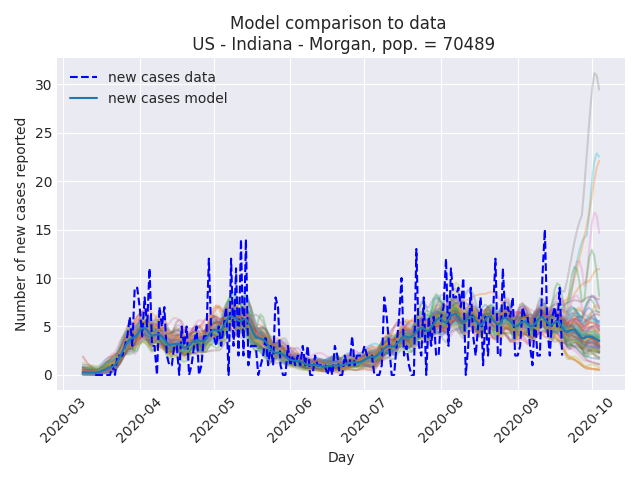 Model comparison to data
US - Indiana - Morgan, pop. = 70489
new cases data
new cases model
Number of new cases reported
30
25
20
15
10
5
0
2020-03
2020-04
2020-05
2020-06
2020-07
2020-08
2020-09
2020-10
Day